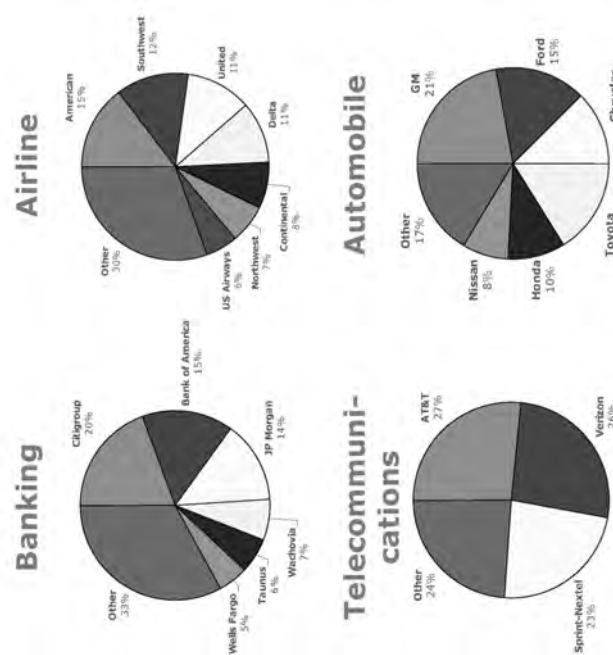 Airline
American
15%
Southwest
12%
United
11%
Delta
11%
Continental
8%
Northwest
7%
US Airways
6%
Other
30%
Automobile
GM
21%
Ford
15%
Toyota
Honda
10%
Nissan
8%
Other
17%
Banking
Citigroup
20%
Bank of America
15%
JP Morgan
14%
Wachovia
7%
Taunus
6%
Wells Fargo
5%
Other
33%
Telecommuni-
cations
AT&T
27%
Verizon
26%
Sprint-Nextel
23%
Other
24%